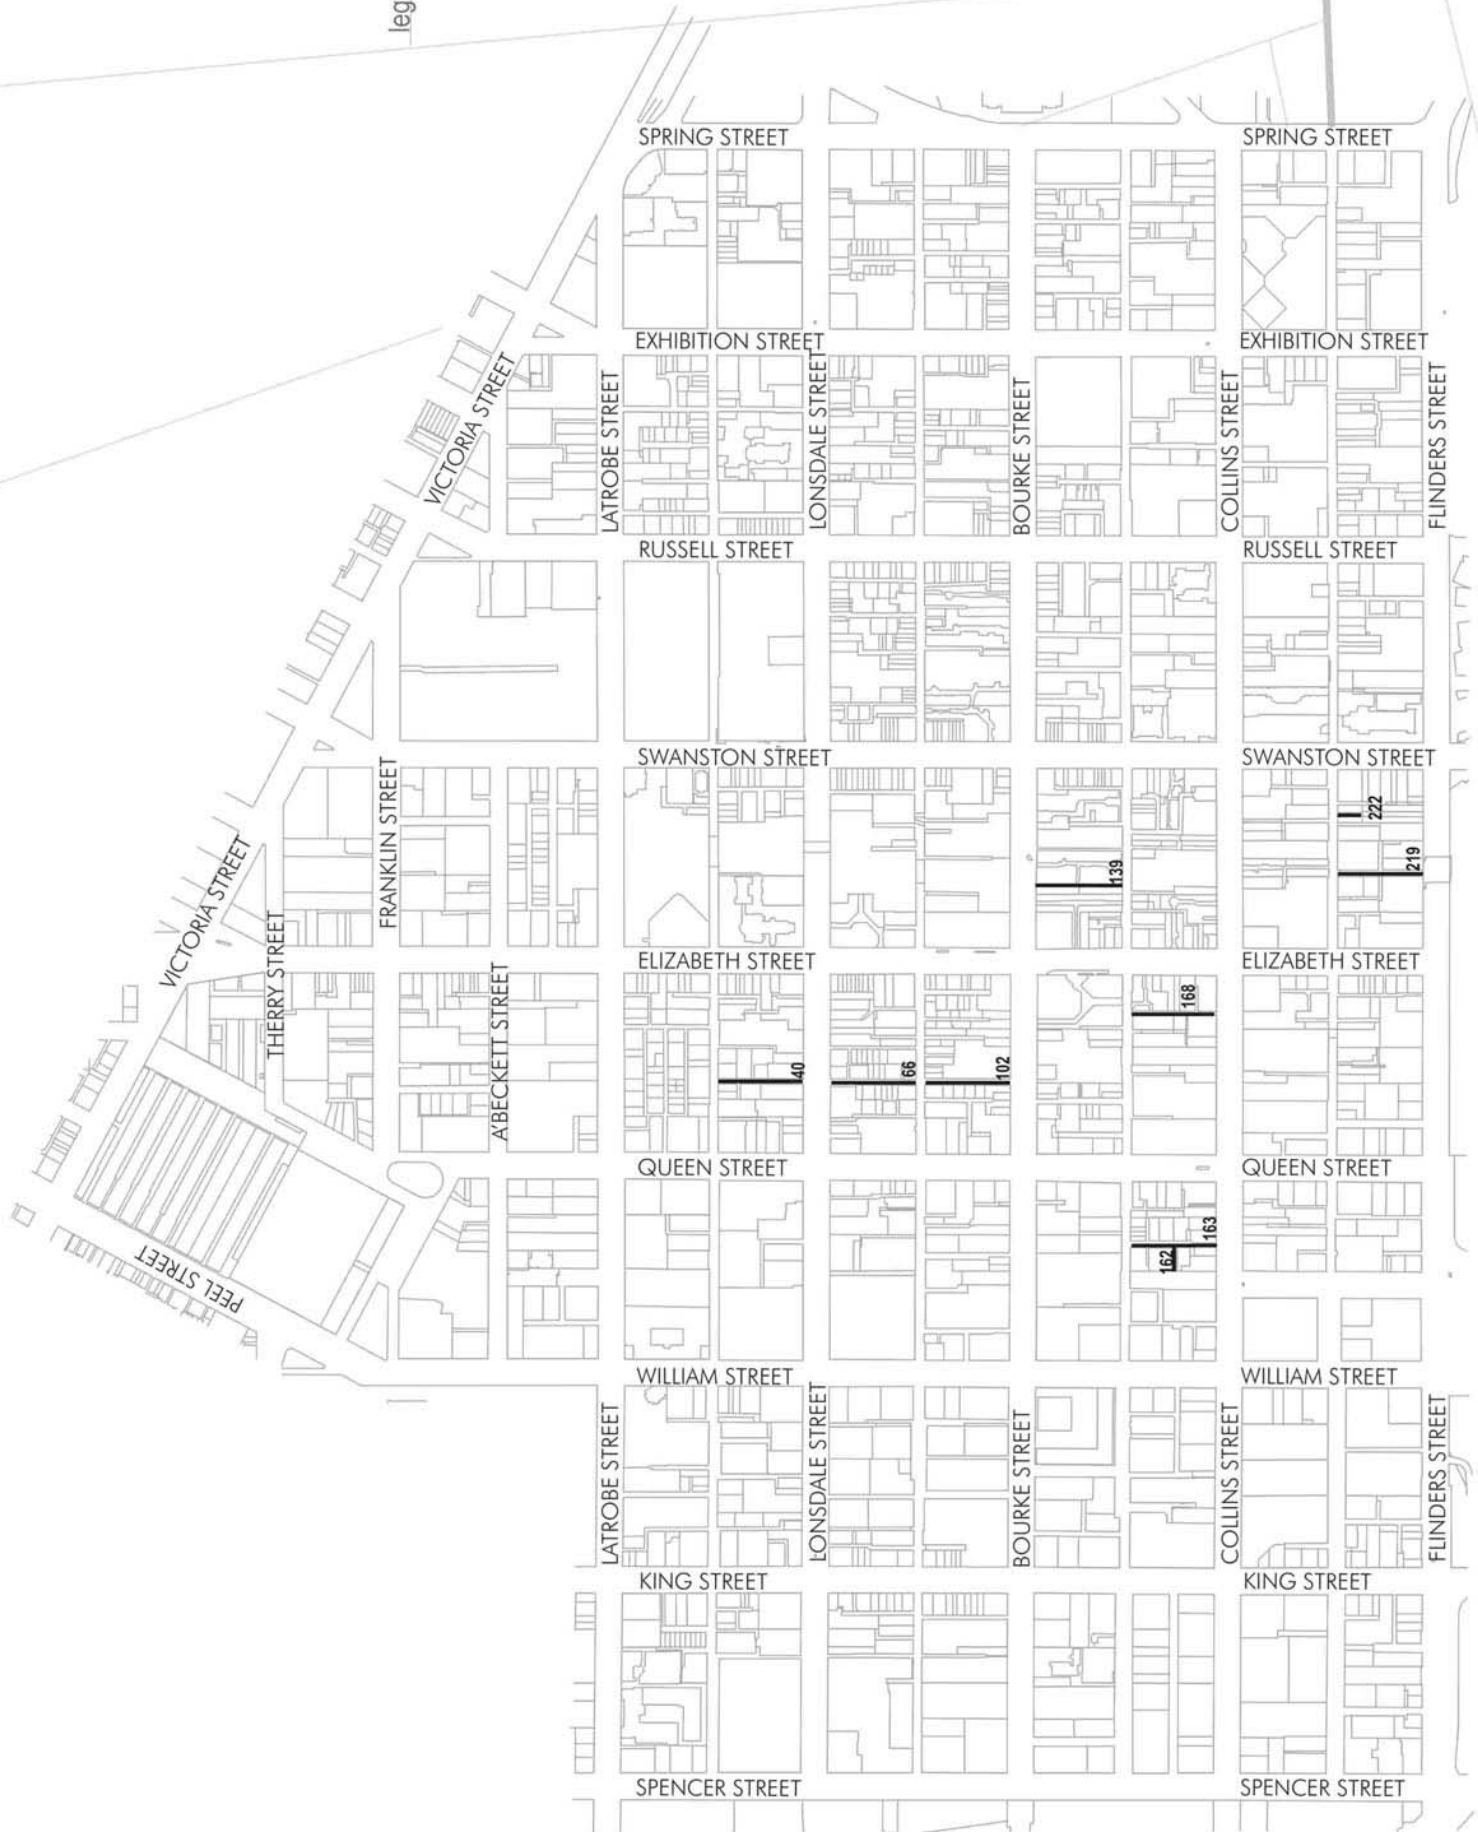 leg
SPRING STREET
SPRING STREET
EXHIBITION STREET
EXHIBITION STREET
VICTORIA STREET
LATROBE STREET
LONSDALE STREET
BOURKE STREET
COLLINS STREET
FLINDERS STREET
RUSSELL STREET
RUSSELL STREET
SWANSTON STREET
SWANSTON STREET
FRANKLIN STREET
222
219
139
VICTORIA STREET
THERRY STREET
ELIZABETH STREET
ELIZABETH STREET
A'BECKETT STREET
168
40
66
102
QUEEN STREET
QUEEN STREET
163
162
PEEL STREET
WILLIAM STREET
WILLIAM STREET
LATROBE STREET
LONSDALE STREET
BOURKE STREET
COLLINS STREET
FLINDERS STREET
KING STREET
KING STREET
SPENCER STREET
SPENCER STREET